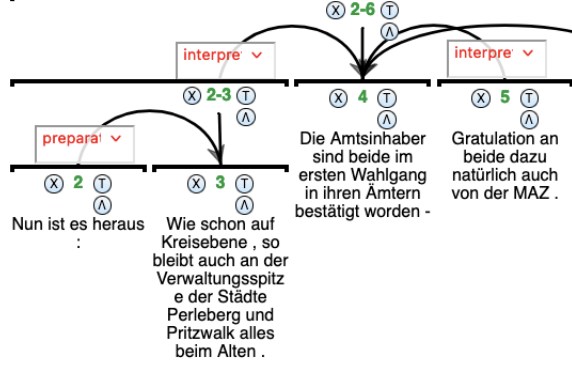 X 2-6 T
Λ
interpre
interpre
X 2-3 T
Λ
X 4 T
Λ
X 5 T
Λ
preparat
Die Amtsinhaber
sind beide im
ersten Wahlgang
in ihren Ämtern
bestätigt worden -
Gratulation an
beide dazu
natürlich auch
von der MAZ .
X 2 T
Λ
X 3 T
Λ
Nun ist es heraus
:
Wie schon auf
Kreisebene , so
bleibt auch an der
Verwaltungsspitz
e der Städte
Perleberg und
Pritzwalk alles
beim Alten .